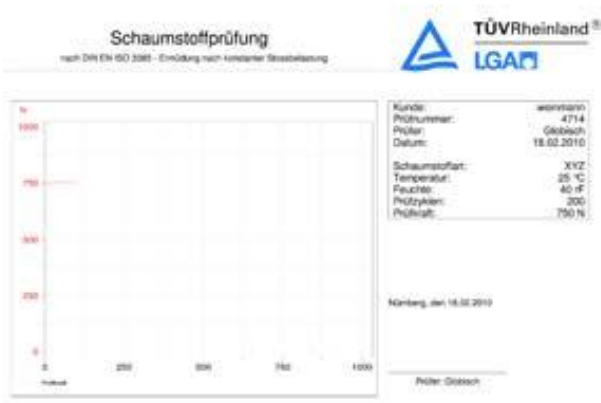 Schaumstoffprüfung
nach DIN EN ISO 3385 - Ermüdung nach konstanter Stossbelastung
TÜVRheinland®
LGA
N
1000
750
500
250
0
0 250 500 750 1000
Prüfkraft
Kunde: weinmann
Prüfnummer: 4714
Prüfer: Globisch
Datum: 18.02.2010
Schaumstoffart: XYZ
Temperatur: 25 °C
Feuchte: 40 rF
Prüfzyklen: 200
Prüfkraft: 750 N
Nürnberg, den 18.02.2010
Prüfer: Globisch